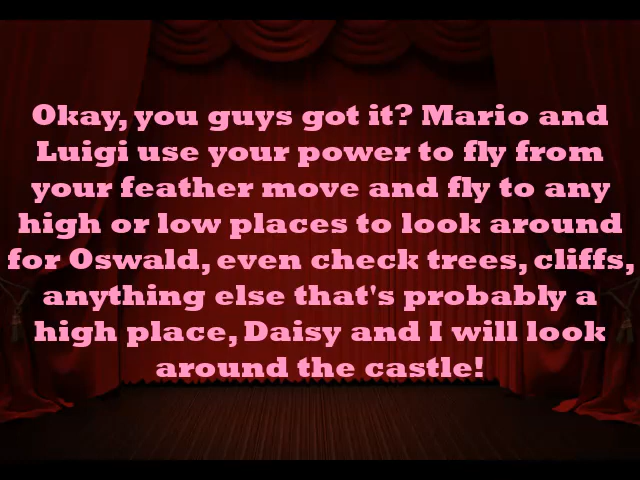 Okay, you guys got it? Mario and
Luigi use your power to fly from
your feather move and fly to any
high or low places to look around
for Oswald, even check trees, cliffs,
anything else that's probably a
high place, Daisy and I will look
around the castle!